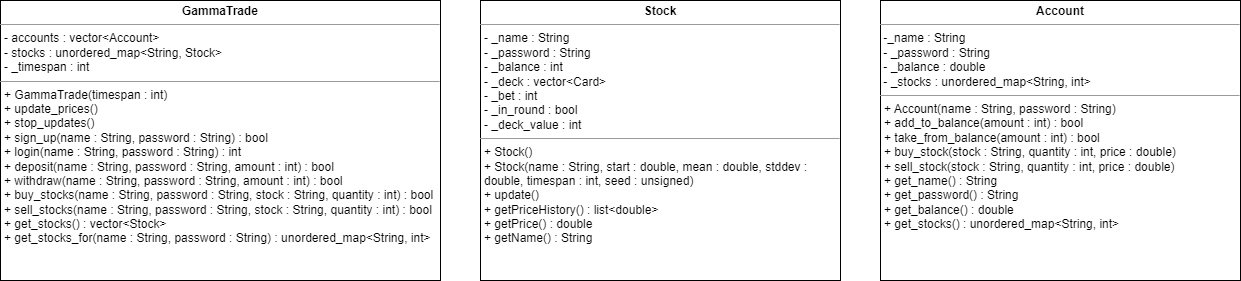 GammaTrade
- accounts : vector<Account>
- stocks : unordered_map<String, Stock>
- _timespan : int
+ GammaTrade(timespan : int)
+ update_prices()
+ stop_updates()
+ sign_up(name : String, password : String) : bool
+ login(name : String, password : String) : int
+ deposit(name : String, password : String, amount : int) : bool
+ withdraw(name : String, password : String, amount : int) : bool
+ buy_stocks(name : String, password : String, stock : String, quantity : int) : bool
+ sell_stocks(name : String, password : String, stock : String, quantity : int) : bool
+ get_stocks() : vector<Stock>
+ get_stocks_for(name : String, password : String) : unordered_map<String, int>
Stock
- _name : String
- _password : String
- _balance : int
- _deck : vector<Card>
- _bet : int
- _in_round : bool
- _deck_value : int
+ Stock()
+ Stock(name : String, start : double, mean : double, stddev :
double, timespan : int, seed : unsigned)
+ update()
+ getPriceHistory() : list<double>
+ getPrice() : double
+ getName() : String
Account
-_name : String
- _password : String
- _balance : double
- _stocks : unordered_map<String, int>
+ Account(name : String, password : String)
+ add_to_balance(amount : int) : bool
+ take_from_balance(amount : int) : bool
+ buy_stock(stock : String, quantity : int, price : double)
+ sell_stock(stock : String, quantity : int, price : double)
+ get_name() : String
+ get_password() : String
+ get_balance() : double
+ get_stocks() : unordered_map<String, int>